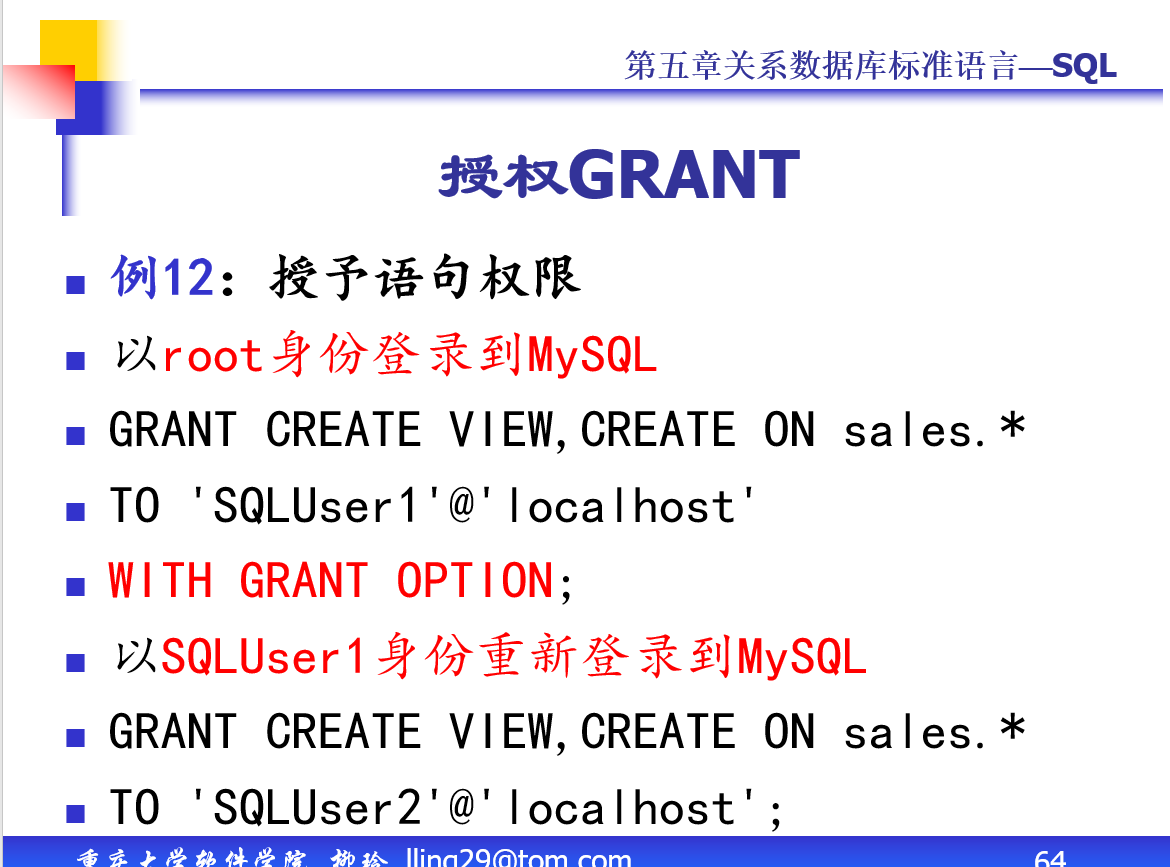 第五章关系数据库标准语言—SQL
授权GRANT
例12：授予语句权限
以root身份登录到MySQL
GRANT CREATE VIEW,CREATE ON sales.*
TO 'SQLUser1'@'localhost'
WITH GRANT OPTION;
以SQLUser1身份重新登录到MySQL
GRANT CREATE VIEW,CREATE ON sales.*
TO 'SQLUser2'@'localhost';
重庆大学软件学院 柳玲 lling29@tom.com
64